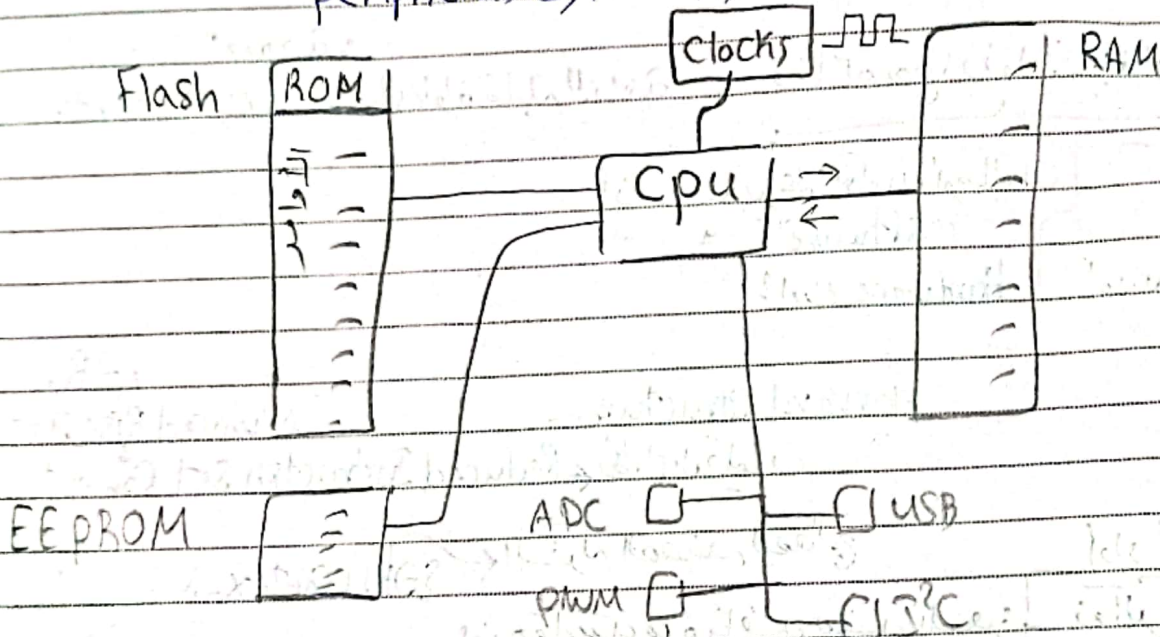 Clocks
RAM
Flash
ROM
Cpu
EEpROM
ADC
USB
pWM
I²C